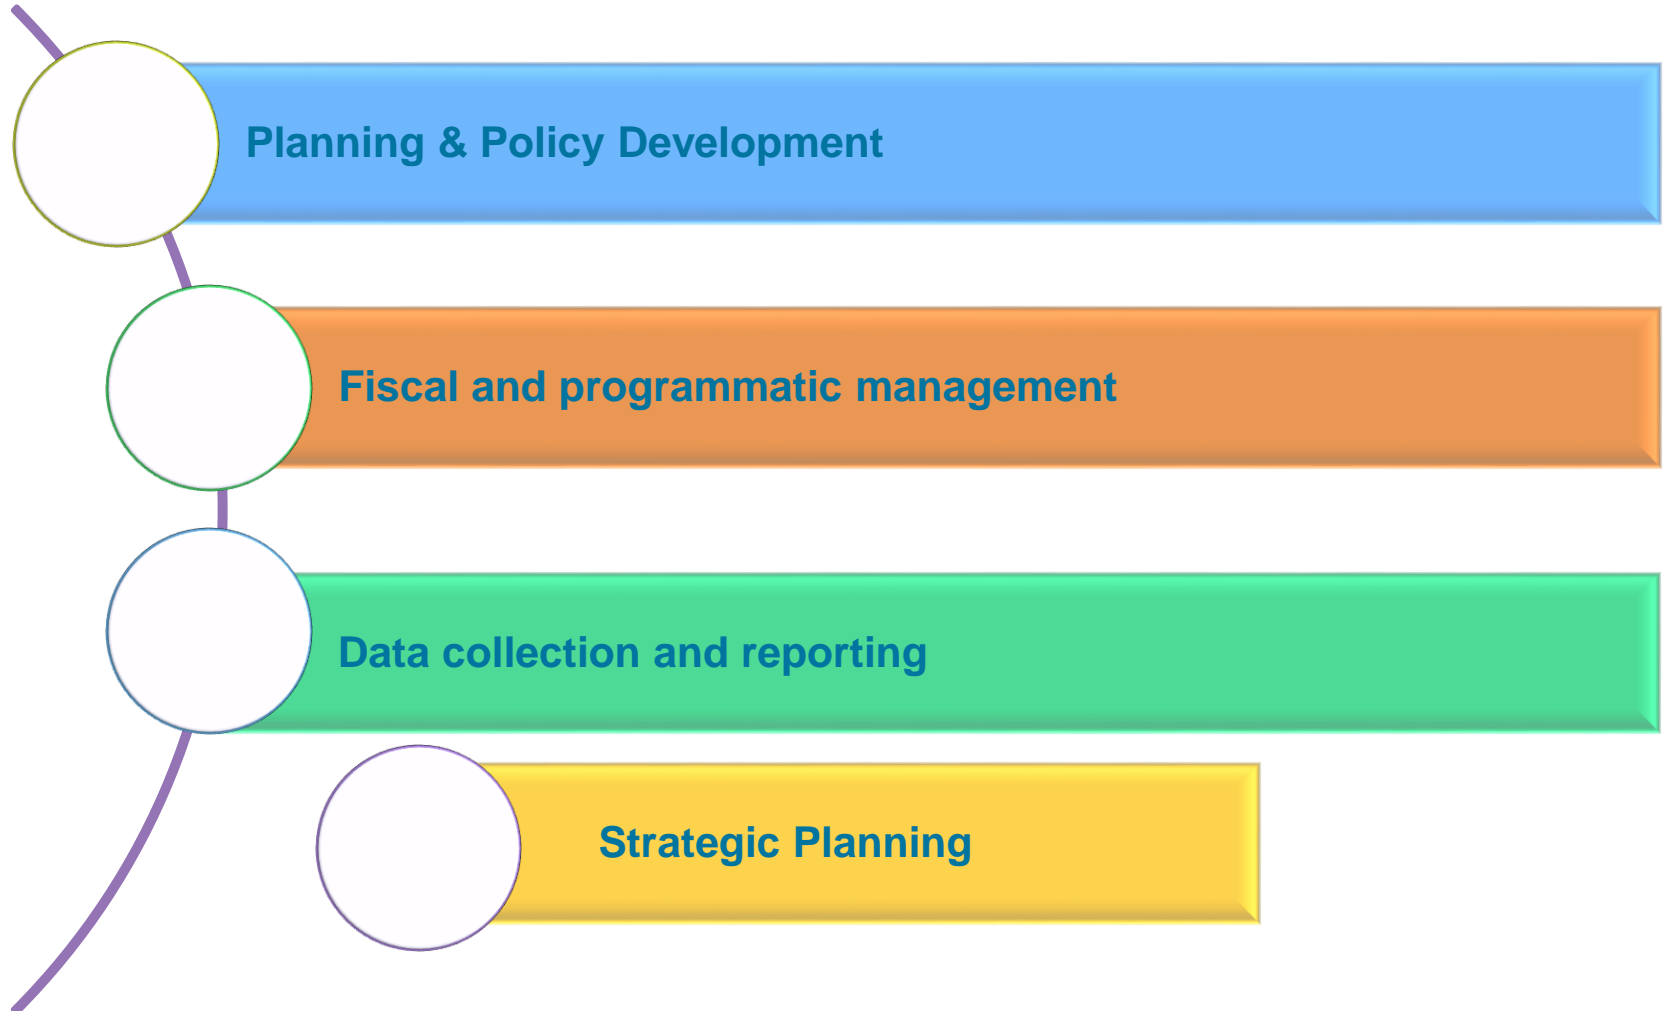 Planning & Policy Development
Fiscal and programmatic management
Data collection and reporting
Strategic Planning